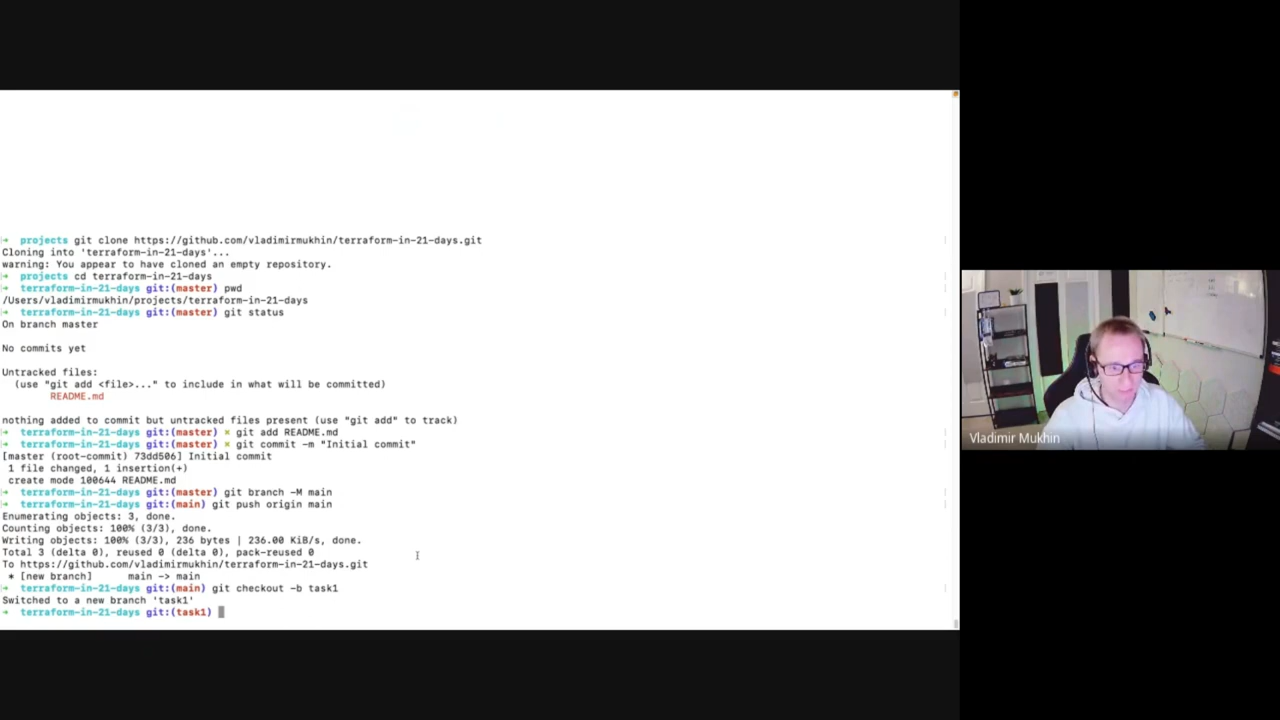 → projects git clone https://github.com/vladimirmukhin/terraform-in-21-days.git
Cloning into 'terraform-in-21-days'...
warning: You appear to have cloned an empty repository.
→ projects cd terraform-in-21-days
→ terraform-in-21-days git:(master) pwd
/Users/vladimirmukhin/projects/terraform-in-21-days
→ terraform-in-21-days git:(master) git status
On branch master
No commits yet
Untracked files:
(use "git add <file>..." to include in what will be committed)
README.md
nothing added to commit but untracked files present (use "git add" to track)
→ terraform-in-21-days git:(master) × git add README.md
→ terraform-in-21-days git:(master) × git commit -m "Initial commit"
[master (root-commit) 73dd506] Initial commit
1 file changed, 1 insertion(+)
create mode 100644 README.md
→ terraform-in-21-days git:(master) git branch -M main
→ terraform-in-21-days git:(main) git push origin main
Enumerating objects: 3, done.
Counting objects: 100% (3/3), done.
Writing objects: 100% (3/3), 236 bytes | 236.00 KiB/s, done.
Total 3 (delta 0), reused 0 (delta 0), pack-reused 0
To https://github.com/vladimirmukhin/terraform-in-21-days.git
* [new branch] main -> main
→ terraform-in-21-days git:(main) git checkout -b task1
Switched to a new branch 'task1'
→ terraform-in-21-days git:(task1)
Vladimir Mukhin